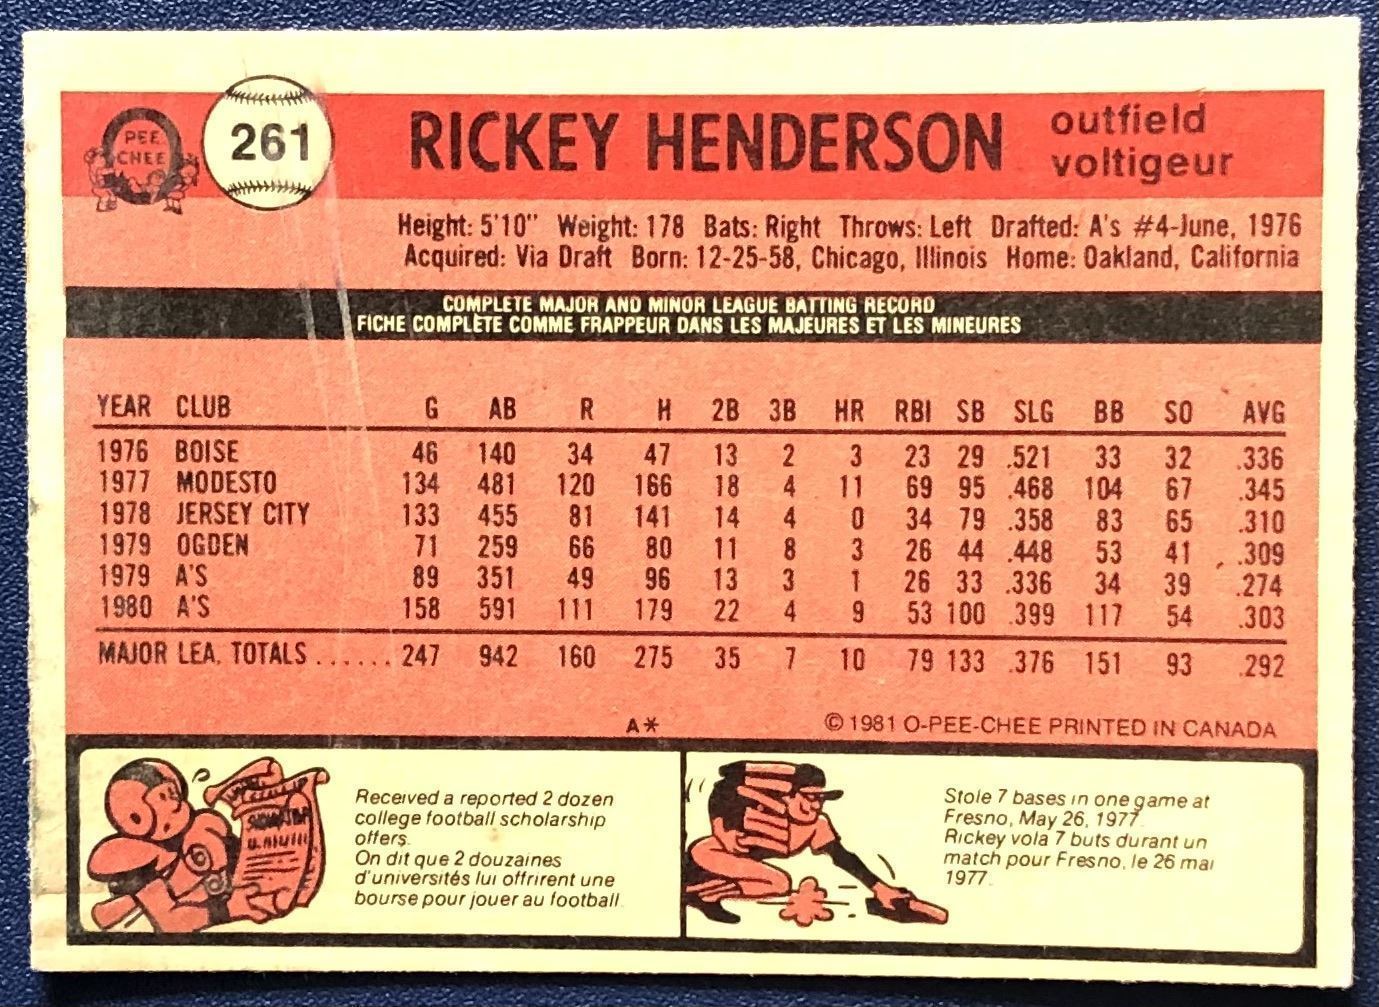 PEE
CHEE
261
RICKEY HENDERSON
outfield
voltigeur
Height: 5'10" Weight: 178 Bats: Right Throws: Left Drafted: A's #4-June, 1976
Acquired: Via Draft Born: 12-25-58, Chicago, Illinois Home: Oakland, California
COMPLETE MAJOR AND MINOR LEAGUE BATTING RECORD
FICHE COMPLÈTE COMME FRAPPEUR DANS LES MAJEURES ET LES MINEURES
YEAR CLUB G AB R H 2B 3B HR RBI SB SLG BB SO AVG
1976 BOISE 46 140 34 47 13 2 3 23 29 .521 33 32 .336
1977 MODESTO 134 481 120 166 18 4 11 69 95 .468 104 67 .345
1978 JERSEY CITY 133 455 81 141 14 4 0 34 79 .358 83 65 .310
1979 OGDEN 71 259 66 80 11 8 3 26 44 .448 53 41 .309
1979 A'S 89 351 49 96 13 3 1 26 33 .336 34 39 .274
1980 A'S 158 591 111 179 22 4 9 53 100 .399 117 54 .303
MAJOR LEA. TOTALS ...... 247 942 160 275 35 7 10 79 133 .376 151 93 .292
A* © 1981 O-PEE-CHEE PRINTED IN CANADA
Received a reported 2 dozen
college football scholarship
offers.
On dit que 2 douzaines
d'universités lui offrirent une
bourse pour jouer au football.
Stole 7 bases in one game at
Fresno, May 26, 1977.
Rickey vola 7 buts durant un
match pour Fresno, le 26 mai
1977.